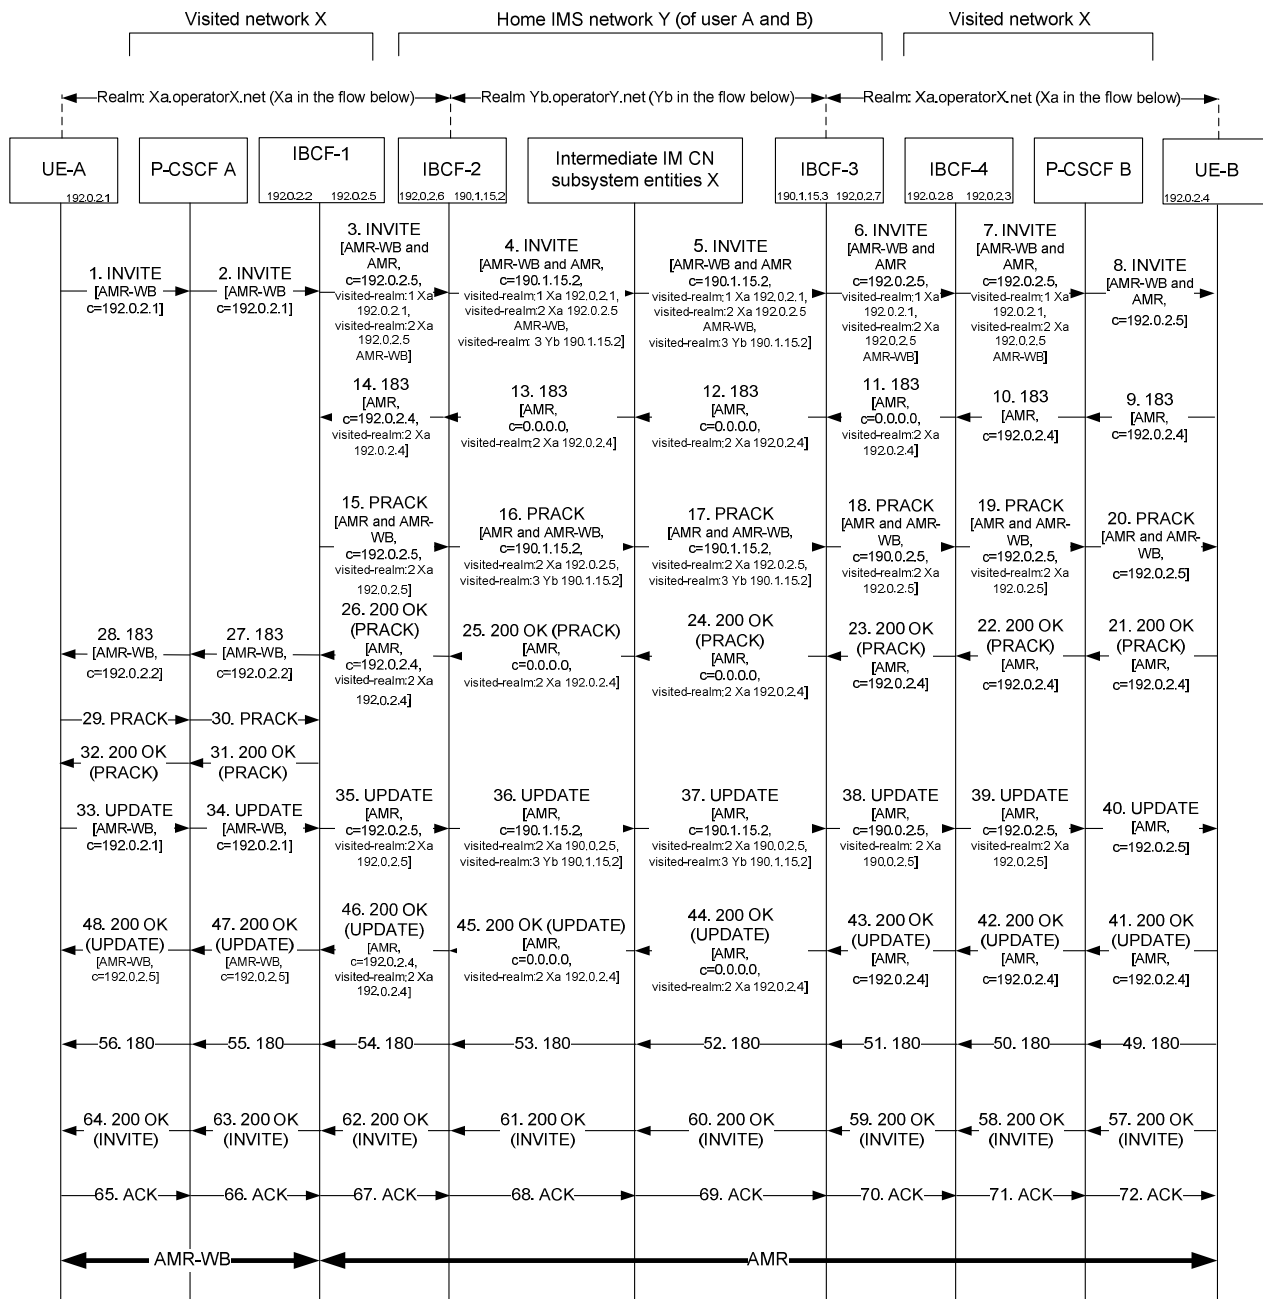 Visited network X
Home IMS network Y (of user A and B)
Visited network X
Realm: Xa.operatorX.net (Xa in the flow below)
Realm Yb.operatorY.net (Yb in the flow below)
Realm: Xa.operatorX.net (Xa in the flow below)
UE-A
192.0.2.1
P-CSCF A
IBCF-1
192.0.2.2
192.0.2.5
IBCF-2
192.0.2.6
190.1.15.2
Intermediate IM CN
subsystem entities X
IBCF-3
190.1.15.3
192.0.2.7
IBCF-4
192.0.2.8
192.0.2.3
P-CSCF B
UE-B
192.0.2.4
1. INVITE
[AMR-WB
c=192.0.2.1]
2. INVITE
[AMR-WB
c=192.0.2.1]
3. INVITE
[AMR-WB and
AMR,
c=192.0.2.5,
visited-realm:1 Xa
192.0.2.1,
visited-realm:2 Xa
192.0.2.5
AMR-WB]
4. INVITE
[AMR-WB and AMR,
c=190.1.15.2,
visited-realm:1 Xa 192.0.2.1,
visited-realm:2 Xa 192.0.2.5
AMR-WB,
visited-realm: 3 Yb 190.1.15.2]
5. INVITE
[AMR-WB and AMR
c=190.1.15.2,
visited-realm:1 Xa 192.0.2.1,
visited-realm:2 Xa 192.0.2.5
AMR-WB,
visited-realm:3 Yb 190.1.15.2]
6. INVITE
[AMR-WB and
AMR
c=192.0.2.5,
visited-realm:1 Xa
192.0.2.1,
visited-realm:2 Xa
192.0.2.5
AMR-WB]
7. INVITE
[AMR-WB and
AMR,
c=192.0.2.5,
visited-realm:1 Xa
192.0.2.1,
visited-realm:2 Xa
192.0.2.5
AMR-WB]
8. INVITE
[AMR-WB and
AMR,
c=192.0.2.5]
14. 183
[AMR,
c=192.0.2.4,
visited-realm:2 Xa
192.0.2.4]
13. 183
[AMR,
c=0.0.0.0,
visited-realm;2 Xa 192.0.2.4]
12. 183
[AMR,
c=0.0.0.0,
visited-realm:2 Xa 192.0.2.4]
11. 183
[AMR,
c=0.0.0.0,
visited-realm:2 Xa
192.0.2.4]
10. 183
[AMR,
c=192.0.2.4]
9. 183
[AMR,
c=192.0.2.4]
15. PRACK
[AMR and AMR-
WB,
c=192.0.2.5,
visited-realm:2 Xa
192.0.2.5]
16. PRACK
[AMR and AMR-WB,
c=190.1.15.2,
visited-realm:2 Xa 192.0.2.5,
visited-realm:3 Yb 190.1.15.2]
17. PRACK
[AMR and AMR-WB,
c=190.1.15.2,
visited-realm:2 Xa 192.0.2.5,
visited-realm:3 Yb 190.1.15.2]
18. PRACK
[AMR and AMR-
WB,
c=190.0.2.5,
visited-realm:2 Xa
192.0.2.5]
19. PRACK
[AMR and AMR-
WB,
c=192.0.2.5,
visited-realm:2 Xa
192.0.2.5]
20. PRACK
[AMR and AMR-
WB,
c=192.0.2.5]
28. 183
[AMR-WB,
c=192.0.2.2]
27. 183
[AMR-WB,
c=192.0.2.2]
26. 200 OK
(PRACK)
[AMR,
c=192.0.2.4,
visited-realm:2 Xa
192.0.2.4]
25. 200 OK (PRACK)
[AMR,
c=0.0.0.0,
visited-realm:2 Xa 192.0.2.4]
24. 200 OK
(PRACK)
[AMR,
c=0.0.0.0,
visited-realm;2 Xa 192.0.2.4]
23. 200 OK
(PRACK)
[AMR,
c=192.0.2.4]
22. 200 OK
(PRACK)
[AMR,
c=192.0.2.4]
21. 200 OK
(PRACK)
[AMR,
c=192.0.2.4]
29. PRACK
30. PRACK
32. 200 OK
(PRACK)
31. 200 OK
(PRACK)
33. UPDATE
[AMR-WB,
c=192.0.2.1]
34. UPDATE
[AMR-WB,
c=192.0.2.1]
35. UPDATE
[AMR,
c=192.0.2.5,
visited-realm:2 Xa
192.0.2.5]
36. UPDATE
[AMR,
c=190.1.15.2,
visited-realm:2 Xa 190.0.2.5,
visited-realm:3 Yb 190.1.15.2]
37. UPDATE
[AMR,
c=190.1.15.2,
visited-realm:2 Xa 190.0.2.5,
visited-realm:3 Yb 190.1.15.2]
38. UPDATE
[AMR,
c=190.0.2.5,
visited-realm: 2 Xa
190.0.2.5]
39. UPDATE
[AMR,
c=192.0.2.5,
visited-realm:2 Xa
192.0.2.5]
40. UPDATE
[AMR,
c=192.0.2.5]
48. 200 OK
(UPDATE)
[AMR-WB,
c=192.0.2.5]
47. 200 OK
(UPDATE)
[AMR-WB,
c=192.0.2.5]
46. 200 OK
(UPDATE)
[AMR,
c=192.0.2.4,
visited-realm;2 Xa
192.0.2.4]
45. 200 OK (UPDATE)
[AMR,
c=0.0.0.0,
visited-realm:2 Xa 192.0.2.4]
44. 200 OK
(UPDATE)
[AMR,
c=0.0.0.0,
visited-realm:2 Xa 192.0.2.4]
43. 200 OK
(UPDATE)
[AMR,
c=192.0.2.4]
42. 200 OK
(UPDATE)
[AMR,
c=192.0.2.4]
41. 200 OK
(UPDATE)
[AMR,
c=192.0.2.4]
56. 180
55. 180
54. 180
53. 180
52. 180
51. 180
50. 180
49. 180
64. 200 OK
(INVITE)
63. 200 OK
(INVITE)
62. 200 OK
(INVITE)
61. 200 OK
(INVITE)
60. 200 OK
(INVITE)
59. 200 OK
(INVITE)
58. 200 OK
(INVITE)
57. 200 OK
(INVITE)
65. ACK
66. ACK
67. ACK
68. ACK
69. ACK
70. ACK
71. ACK
72. ACK
AMR-WB
AMR